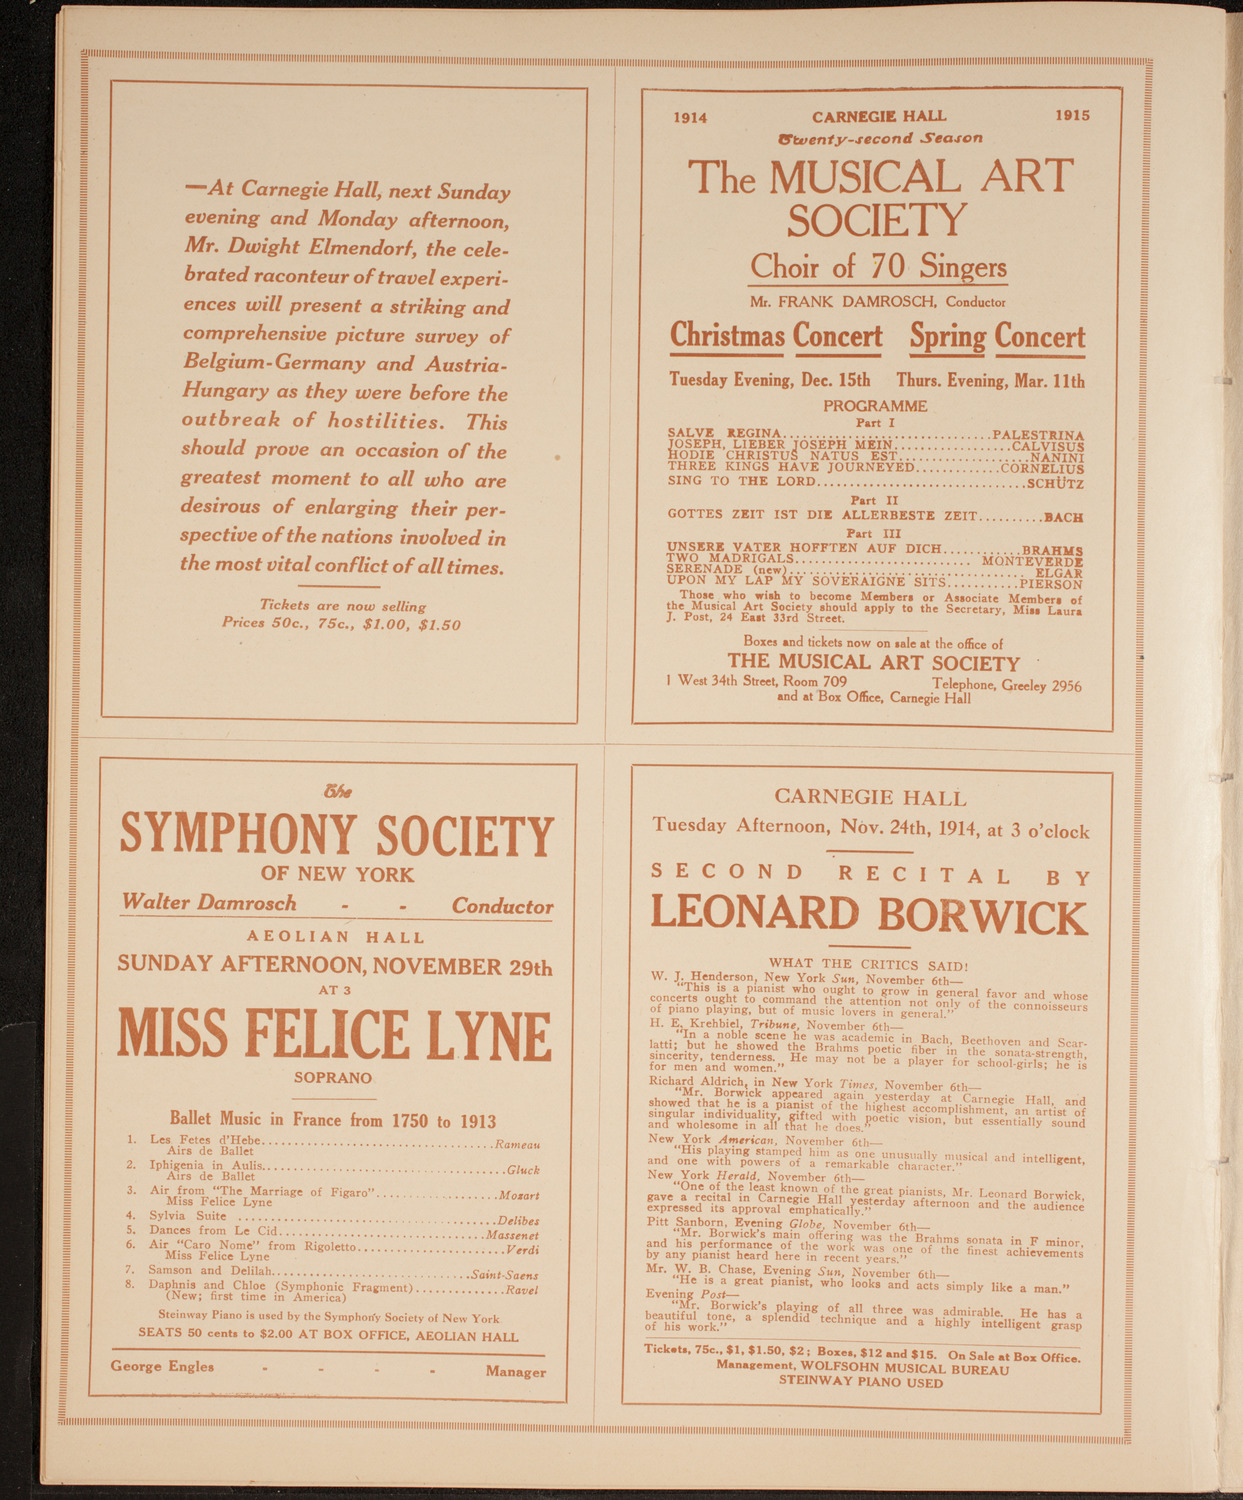 —At Carnegie Hall, next Sunday
evening and Monday afternoon,
Mr. Dwight Elmendorf, the cele-
brated raconteur of travel experi-
ences will present a striking and
comprehensive picture survey of
Belgium-Germany and Austria-
Hungary as they were before the
outbreak of hostilities. This
should prove an occasion of the
greatest moment to all who are
desirous of enlarging their per-
spective of the nations involved in
the most vital conflict of all times.
Tickets are now selling
Prices 50c., 75c., $1.00, $1.50
1914 CARNEGIE HALL 1915
Twenty-second Season
The MUSICAL ART
SOCIETY
Choir of 70 Singers
Mr. FRANK DAMROSCH, Conductor
Christmas Concert Spring Concert
Tuesday Evening, Dec. 15th Thurs. Evening, Mar. 11th
PROGRAMME
Part I
SALVE REGINA..............................PALESTRINA
JOSEPH, LIEBER JOSEPH MEIN.................CALVISUS
HODIE CHRISTUS NATUS EST...................NANINI
THREE KINGS HAVE JOURNEYED............CORNELIUS
SING TO THE LORD..............................SCHÜTZ
Part II
GOTTES ZEIT IST DIE ALLERBESTE ZEIT..........BACH
Part III
UNSERE VATER HOFFTEN AUF DICH............BRAHMS
TWO MADRIGALS......................... MONTEVERDE
SERENADE (new)................................... ELGAR
UPON MY LAP MY SOVERAIGNE SITS..........PIERSON
Those who wish to become Members or Associate Members of
the Musical Art Society should apply to the Secretary, Miss Laura
J. Post, 24 East 33rd Street.
Boxes and tickets now on sale at the office of
THE MUSICAL ART SOCIETY
1 West 34th Street, Room 709 Telephone, Greeley 2956
and at Box Office, Carnegie Hall
The
SYMPHONY SOCIETY
OF NEW YORK
Walter Damrosch - - Conductor
AEOLIAN HALL
SUNDAY AFTERNOON, NOVEMBER 29th
AT 3
MISS FELICE LYNE
SOPRANO
Ballet Music in France from 1750 to 1913
1. Les Fetes d'Hebe..................................Rameau
Airs de Ballet
2. Iphigenia in Aulis...................................Gluck
Airs de Ballet
3. Air from "The Marriage of Figaro"..................Mozart
Miss Felice Lyne
4. Sylvia Suite .....................................Delibes
5. Dances from Le Cid..............................Massenet
6. Air "Caro Nome" from Rigoletto.....................Verdi
Miss Felice Lyne
7. Samson and Delilah............................Saint-Saens
8. Daphnis and Chloe (Symphonic Fragment).............Ravel
(New; first time in America)
Steinway Piano is used by the Symphony Society of New York
SEATS 50 cents to $2.00 AT BOX OFFICE, AEOLIAN HALL
George Engles - - - - Manager
CARNEGIE HALL
Tuesday Afternoon, Nov. 24th, 1914, at 3 o'clock
SECOND RECITAL BY
LEONARD BORWICK
WHAT THE CRITICS SAID!
W. J. Henderson, New York Sun, November 6th—
"This is a pianist who ought to grow in general favor and whose
concerts ought to command the attention not only of the connoisseurs
of piano playing, but of music lovers in general."
H. E. Krehbiel, Tribune, November 6th—
"In a noble scene he was academic in Bach, Beethoven and Scar-
latti; but he showed the Brahms poetic fiber in the sonata-strength,
sincerity, tenderness. He may not be a player for school-girls; he is
for men and women."
Richard Aldrich, in New York Times, November 6th—
"Mr. Borwick appeared again yesterday at Carnegie Hall, and
showed that he is a pianist of the highest accomplishment, an artist of
singular individuality, gifted with poetic vision, but essentially sound
and wholesome in all that he does."
New York American, November 6th—
"His playing stamped him as one unusually musical and intelligent,
and one with powers of a remarkable character."
New York Herald, November 6th—
"One of the least known of the great pianists, Mr. Leonard Borwick,
gave a recital in Carnegie Hall yesterday afternoon and the audience
expressed its approval emphatically."
Pitt Sanborn, Evening Globe, November 6th—
"Mr. Borwick's main offering was the Brahms sonata in F minor,
and his performance of the work was one of the finest achievements
by any pianist heard here in recent years."
Mr. W. B. Chase, Evening Sun, November 6th—
"He is a great pianist, who looks and acts simply like a man."
Evening Post—
"Mr. Borwick's playing of all three was admirable. He has a
beautiful tone, a splendid technique and a highly intelligent grasp
of his work."
Tickets, 75c., $1, $1.50, $2; Boxes, $12 and $15. On Sale at Box Office.
Management, WOLFSOHN MUSICAL BUREAU
STEINWAY PIANO USED